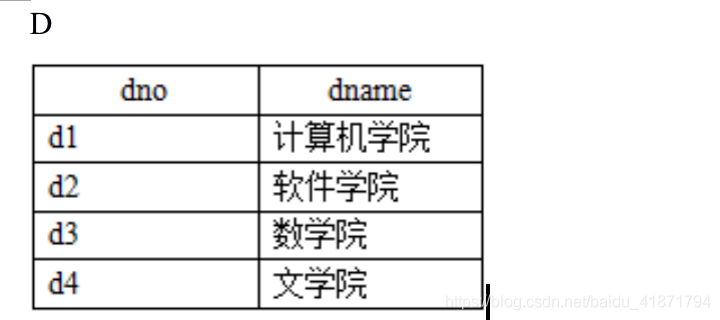 D
dno dname
d1 计算机学院
d2 软件学院
d3 数学院
d4 文学院
https://blog.csdn.net/baidu_41871794